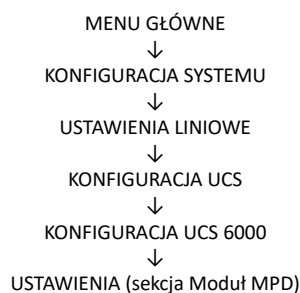 MENU GŁÓWNE
↓
KONFIGURACJA SYSTEMU
↓
USTAWIENIA LINIOWE
↓
KONFIGURACJA UCS
↓
KONFIGURACJA UCS 6000
↓
USTAWIENIA (sekcja Moduł MPD)